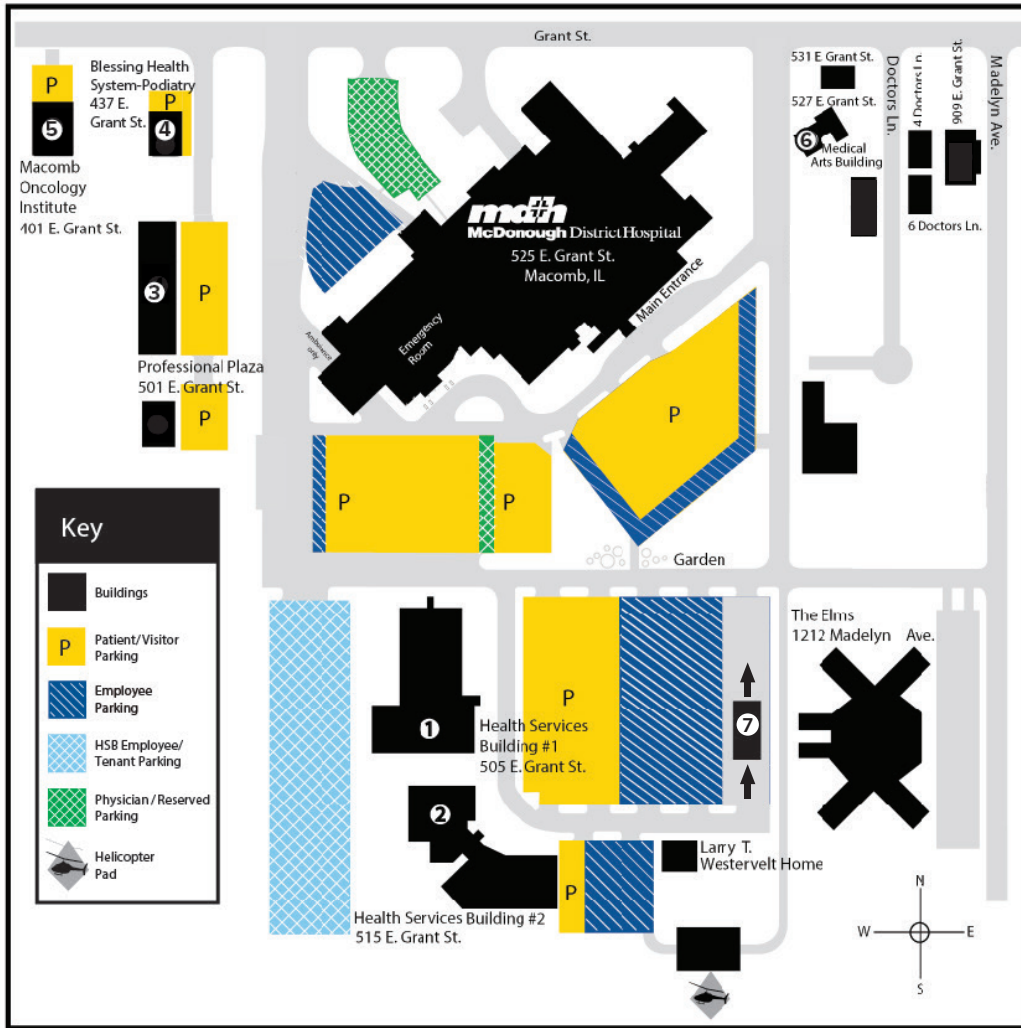 Grant St.
Blessing Health
System-Podiatry
437 E.
Grant St.
P
P
5
4
Macomb
Oncology
Institute
401 E. Grant St.
531 E. Grant St.
527 E. Grant St.
6
Medical
Arts Building
Doctors Ln.
4 Doctors Ln.
909 E. Grant St.
Madelyn Ave.
6 Doctors Ln.
mdh
McDonough District Hospital
525 E. Grant St.
Macomb, IL
Main Entrance
Emergency
Room
Ambulance
only
3
P
Professional Plaza
501 E. Grant St.
P
P
P
P
Garden
Key
Buildings
P
Patient/Visitor
Parking
Employee
Parking
HSB Employee/
Tenant Parking
Physician/Reserved
Parking
Helicopter
Pad
1
Health Services
Building #1
505 E. Grant St.
P
7
The Elms
1212 Madelyn Ave.
2
Health Services Building #2
515 E. Grant St.
P
Larry T.
Westervelt Home
N
W E
S